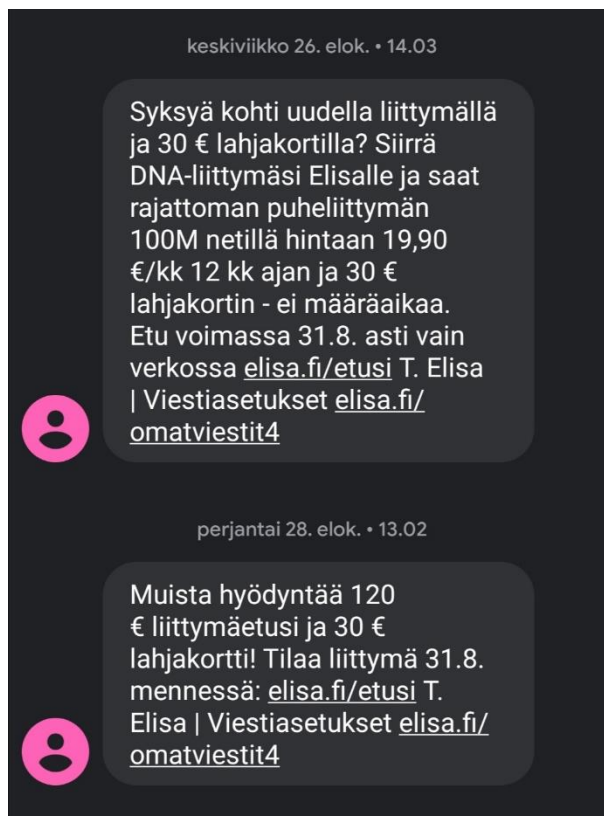 keskiviikko 26. elok. • 14.03
Syksyä kohti uudella liittymällä
ja 30 € lahjakortilla? Siirrä
DNA-liittymäsi Elisalle ja saat
rajattoman puheliittymän
100M netillä hintaan 19,90
€/kk 12 kk ajan ja 30 €
lahjakortin - ei määräaikaa.
Etu voimassa 31.8. asti vain
verkossa elisa.fi/etusi T. Elisa
| Viestiasetukset elisa.fi/
omatviestit4
perjantai 28. elok. • 13.02
Muista hyödyntää 120
€ liittymäetusi ja 30 €
lahjakortti! Tilaa liittymä 31.8.
mennessä: elisa.fi/etusi T.
Elisa | Viestiasetukset elisa.fi/
omatviestit4